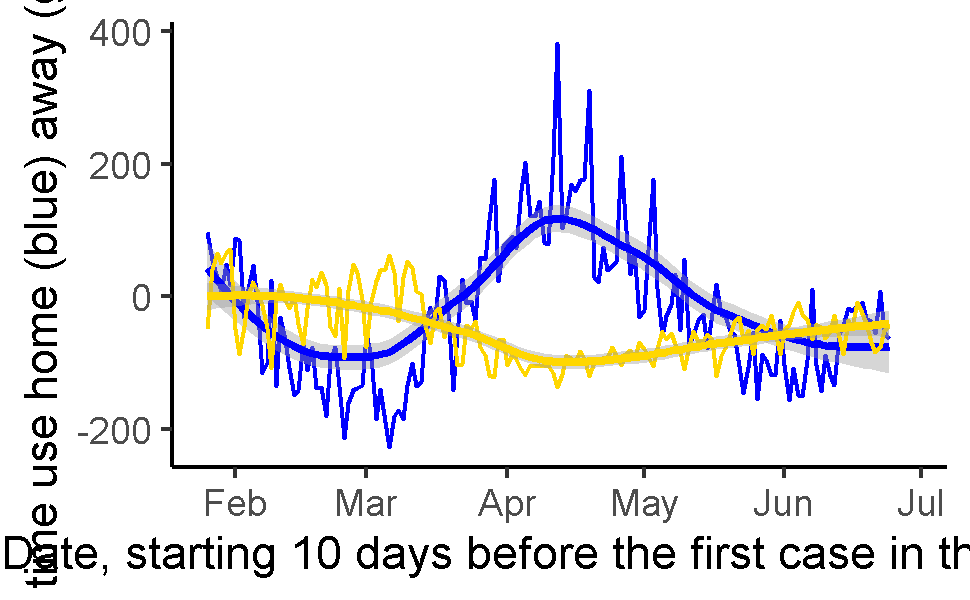 time use home (blue) away (
400
200
0
-200
Feb Mar Apr May Jun Jul
Date, starting 10 days before the first case in th